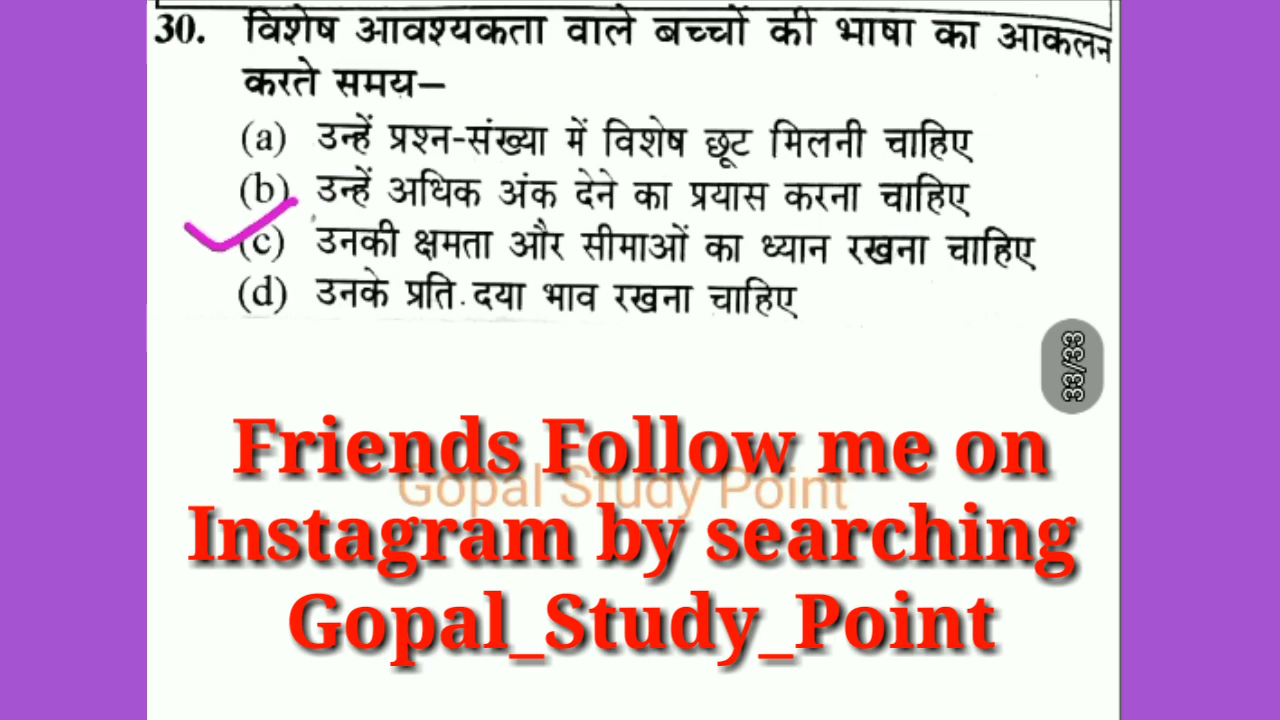 30. विशेष आवश्यकता वाले बच्चों की भाषा का आकलन
करते समय–
(a) उन्हें प्रश्न-संख्या में विशेष छूट मिलनी चाहिए
(b) उन्हें अधिक अंक देने का प्रयास करना चाहिए
(c) उनकी क्षमता और सीमाओं का ध्यान रखना चाहिए
(d) उनके प्रति दया भाव रखना चाहिए
33/33
Friends Follow me on
Gopal Study Point
Instagram by searching
Gopal_Study_Point